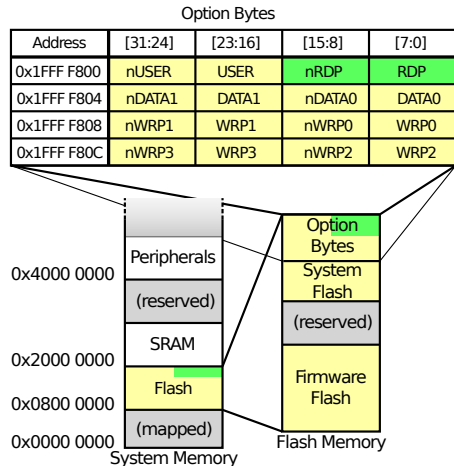 Option Bytes
Address [31:24] [23:16] [15:8] [7:0]
0x1FFF F800 nUSER USER nRDP RDP
0x1FFF F804 nDATA1 DATA1 nDATA0 DATA0
0x1FFF F808 nWRP1 WRP1 nWRP0 WRP0
0x1FFF F80C nWRP3 WRP3 nWRP2 WRP2
Peripherals
0x4000 0000
(reserved)
SRAM
0x2000 0000
Flash
0x0800 0000
(mapped)
0x0000 0000
System Memory
Option
Bytes
System
Flash
(reserved)
Firmware
Flash
Flash Memory